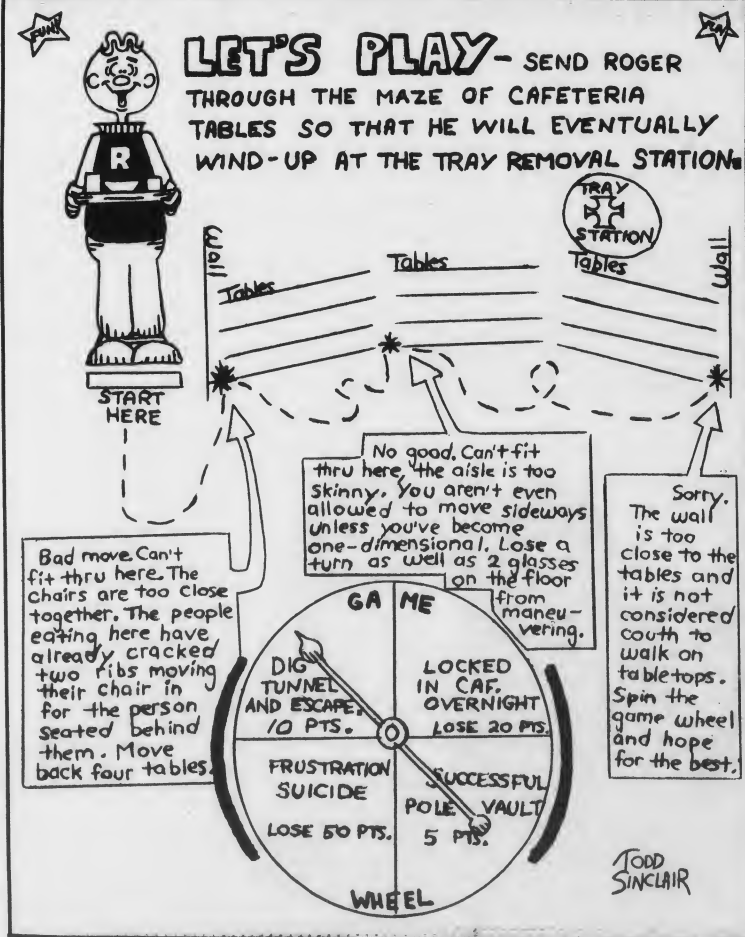 FUN!
FUN!
LET'S PLAY - SEND ROGER
THROUGH THE MAZE OF CAFETERIA
TABLES SO THAT HE WILL EVENTUALLY
WIND-UP AT THE TRAY REMOVAL STATION.
R
TRAY
STATION
Wall
Tables
Tables
Tables
Wall
START
HERE
Bad move. Can't
fit thru here. The
chairs are too close
together. The people
eating here have
already cracked
two ribs moving
their chair in
for the person
seated behind
them. Move
back four tables.
No good. Can't fit
thru here, the aisle is too
skinny. You aren't even
allowed to move sideways
unless you've become
one-dimensional. Lose a
turn as well as 2 glasses
on the floor
from
maneu-
vering.
Sorry.
The wall
is too
close to the
tables and
it is not
considered
couth to
walk on
tabletops.
Spin the
game wheel
and hope
for the best.
GAME
DIG
TUNNEL
AND ESCAPE.
10 PTS.
LOCKED
IN CAF.
OVERNIGHT
LOSE 20 PTS.
FRUSTRATION
SUICIDE
LOSE 50 PTS.
SUCCESSFUL
POLE VAULT
5 PTS.
WHEEL
TODD
SINCLAIR